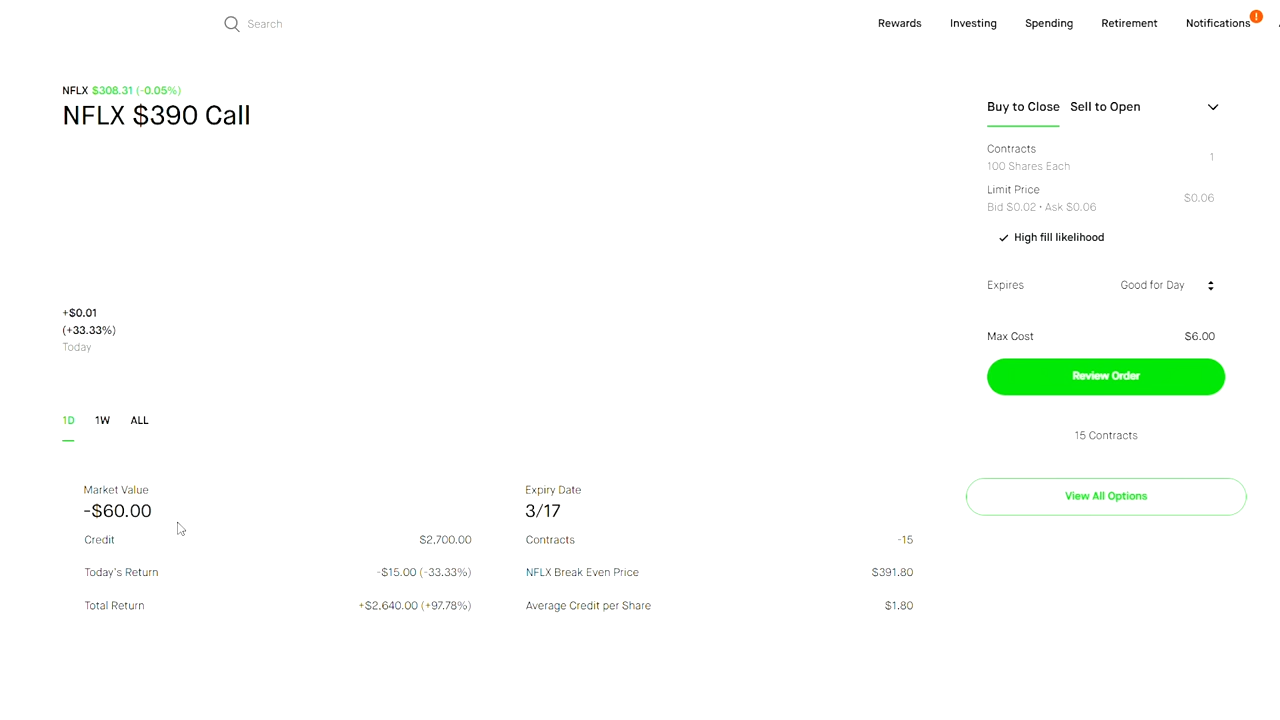 Search
Rewards Investing Spending Retirement Notifications !
NFLX $308.31 (-0.05%)
NFLX $390 Call
+$0.01
(+33.33%)
Today
1D 1W ALL
Market Value
-$60.00
Credit $2,700.00
Today's Return -$15.00 (-33.33%)
Total Return +$2,640.00 (+97.78%)
Expiry Date
3/17
Contracts -15
NFLX Break Even Price $391.80
Average Credit per Share $1.80
Buy to Close Sell to Open
Contracts 1
100 Shares Each
Limit Price $0.06
Bid $0.02 • Ask $0.06
High fill likelihood
Expires Good for Day
Max Cost $6.00
Review Order
15 Contracts
View All Options